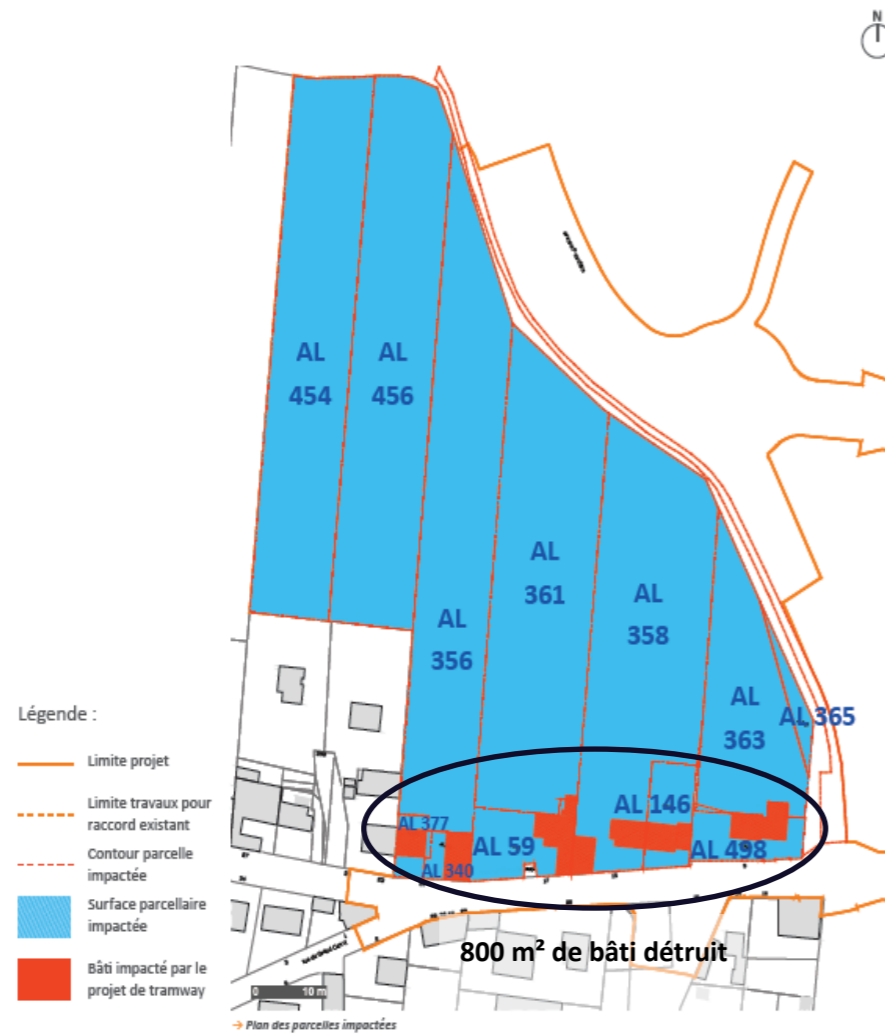 N
AL
454
AL
456
AL
361
AL
358
AL
356
AL
363
AL 365
Légende :
Limite projet
Limite travaux pour
raccord existant
Contour parcelle
impactée
Surface parcellaire
impactée
Bâti impacté par le
projet de tramway
AL 377
AL 146
AL 59
AL 498
AL 340
800 m² de bâti détruit
0 10 m
→ Plan des parcelles impactées